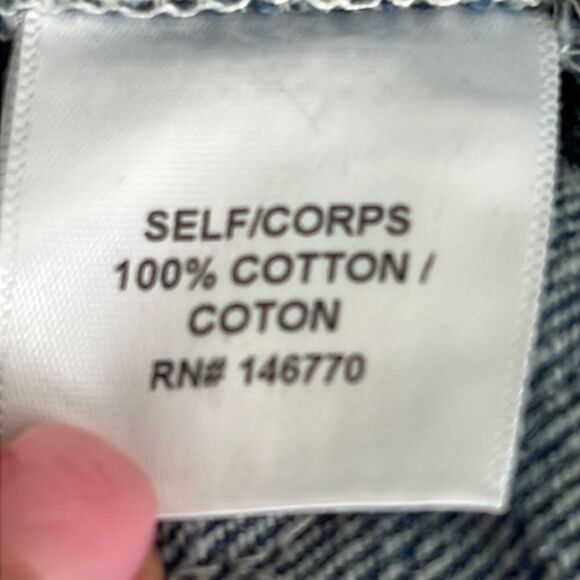 SELF/CORPS
100% COTTON /
COTON
RN# 146770